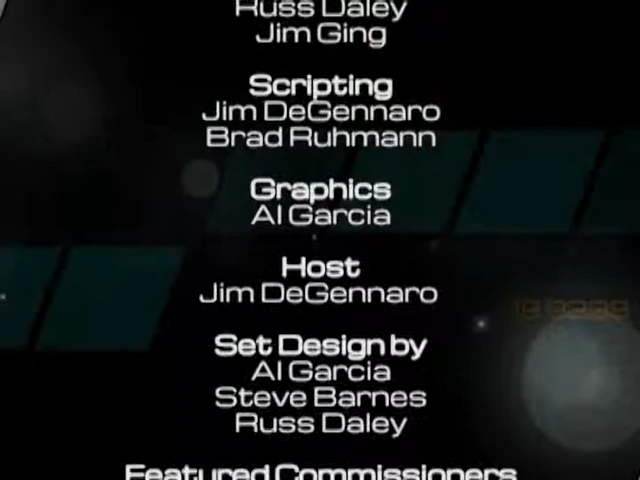 Russ Daley
Jim Ging
Scripting
Jim DeGennaro
Brad Ruhmann
Graphics
Al Garcia
Host
Jim DeGennaro
Set Design by
Al Garcia
Steve Barnes
Russ Daley
Featured Commissioners